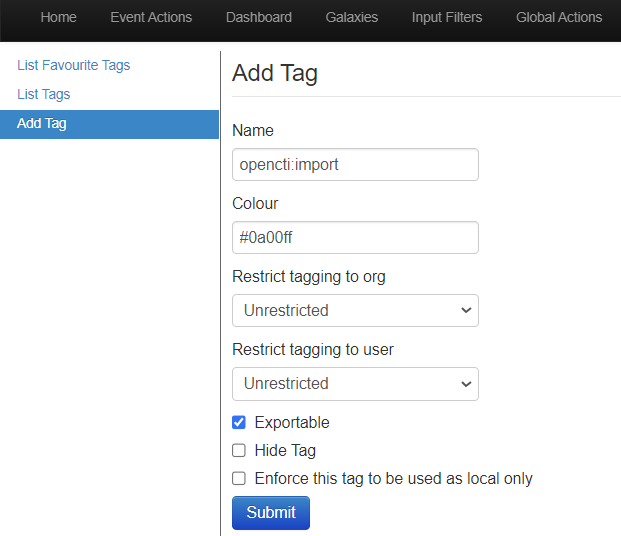 Home Event Actions Dashboard Galaxies Input Filters Global Actions
List Favourite Tags
List Tags
Add Tag
Add Tag
Name
opencti:import
Colour
#0a00ff
Restrict tagging to org
Unrestricted
Restrict tagging to user
Unrestricted
Exportable
Hide Tag
Enforce this tag to be used as local only
Submit